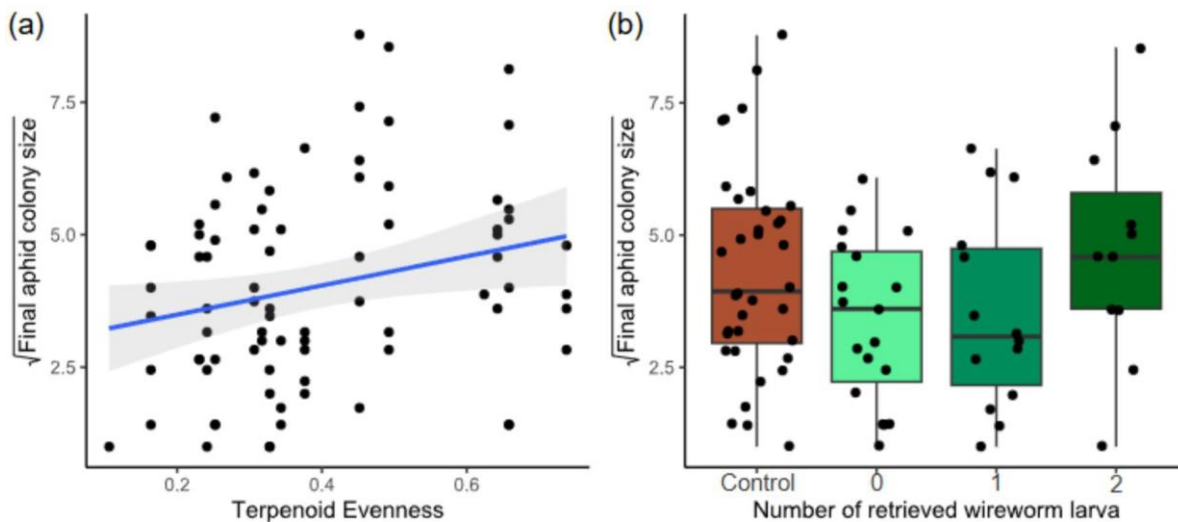 (a)
√Final aphid colony size
7.5
5.0
2.5
0.2 0.4 0.6
Terpenoid Evenness
(b)
√Final aphid colony size
7.5
5.0
2.5
Control 0 1 2
Number of retrieved wireworm larva